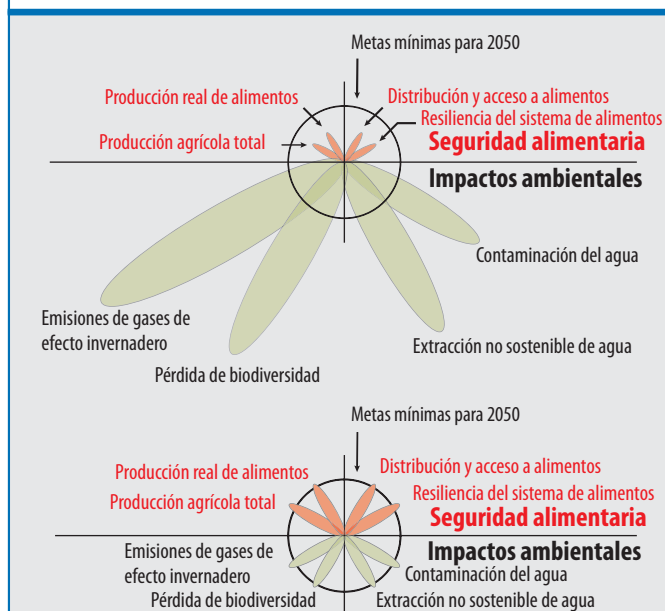 Metas mínimas para 2050
Producción real de alimentos
Distribución y acceso a alimentos
Resiliencia del sistema de alimentos
Producción agrícola total
Seguridad alimentaria
Impactos ambientales
Contaminación del agua
Emisiones de gases de
efecto invernadero
Extracción no sostenible de agua
Pérdida de biodiversidad
Metas mínimas para 2050
Producción real de alimentos
Distribución y acceso a alimentos
Producción agrícola total
Resiliencia del sistema de alimentos
Seguridad alimentaria
Impactos ambientales
Emisiones de gases de
efecto invernadero
Contaminación del agua
Pérdida de biodiversidad
Extracción no sostenible de agua